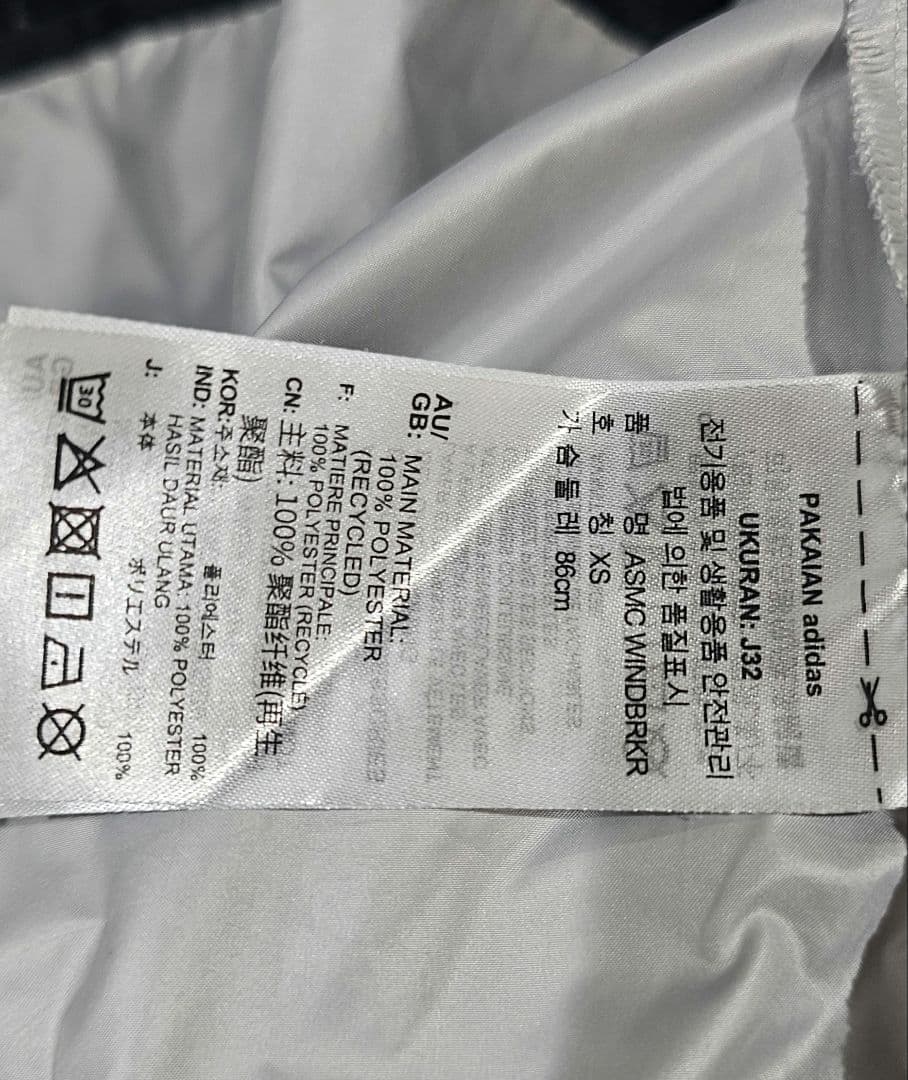 PAKAIAN adidas
UKURAN: J32
전기용품 및 생활용품 안전관리
법에 의한 품질표시
품 명 ASMC WINDBRKR
호 칭 XS
가 슴 둘 레 86cm
AU/
GB: MAIN MATERIAL:
100% POLYESTER
(RECYCLED)
F: MATIERE PRINCIPALE:
100% POLYESTER (RECYCLE)
CN: 主料: 100% 聚酯纤维(再生
聚酯)
KOR:주소재:
폴리에스터 100%
IND: MATERIAL UTAMA: 100% POLYESTER
HASIL DAUR ULANG
J: 本体
ポリエステル 100%
30